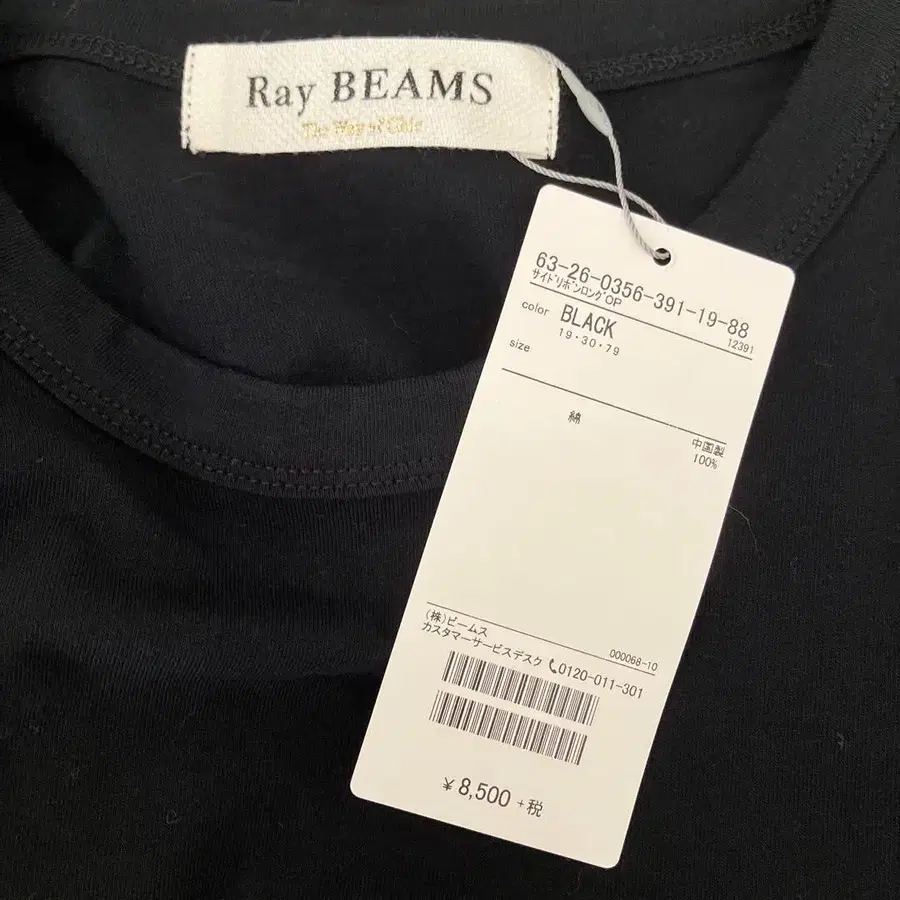 Ray BEAMS
The Way of Chic
63-26-0356-391-19-88
サイドリボンロングOP
12391
color BLACK
19・30・79
size
中国製
綿 100%
(株)ビームス
000068-10
カスタマーサービスデスク 0120-011-301
¥8,500 +税